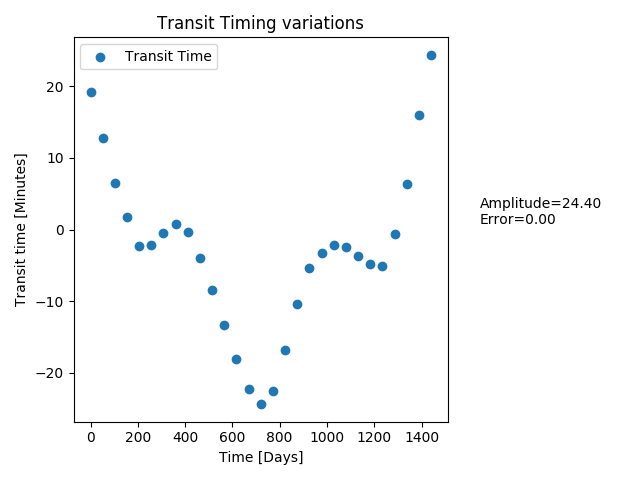 Transit Timing variations
Transit Time
Transit time [Minutes]
20
10
0
−10
−20
0 200 400 600 800 1000 1200 1400
Time [Days]
Amplitude=24.40
Error=0.00